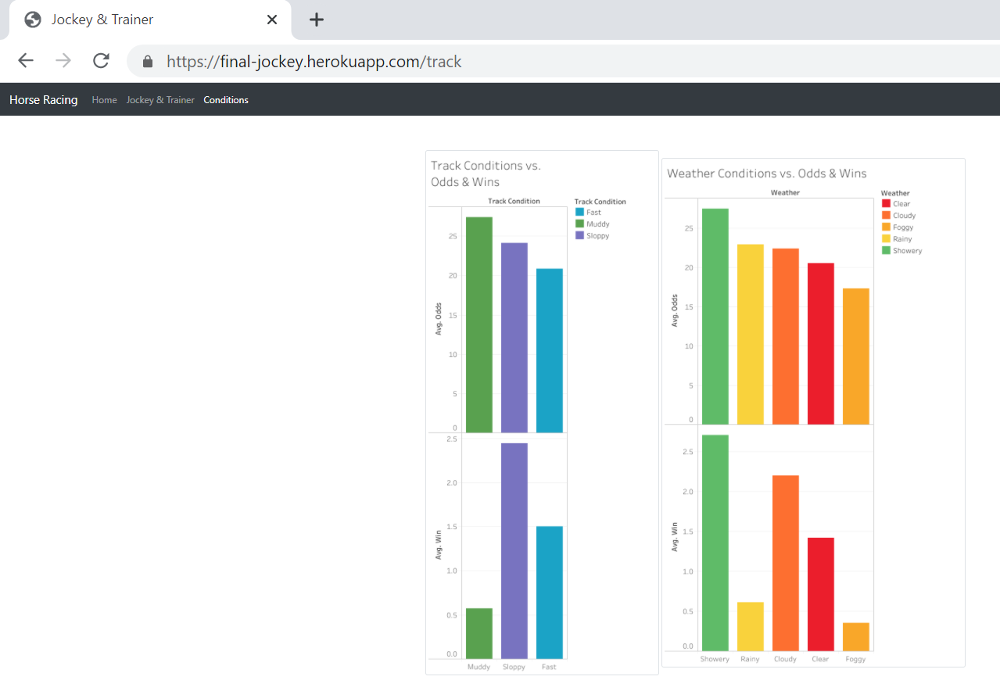 Jockey & Trainer
https://final-jockey.herokuapp.com/track
Horse Racing Home Jockey & Trainer Conditions
Track Conditions vs.
Odds & Wins
Track Condition
Track Condition
Fast
Muddy
Sloppy
Avg. Odds
25
20
15
10
5
0
Avg. Win
2.5
2.0
1.5
1.0
0.5
0.0
Muddy Sloppy Fast
Weather Conditions vs. Odds & Wins
Weather
Weather
Clear
Cloudy
Foggy
Rainy
Showery
Avg. Odds
25
20
15
10
5
0
Avg. Win
2.5
2.0
1.5
1.0
0.5
0.0
Showery Rainy Cloudy Clear Foggy